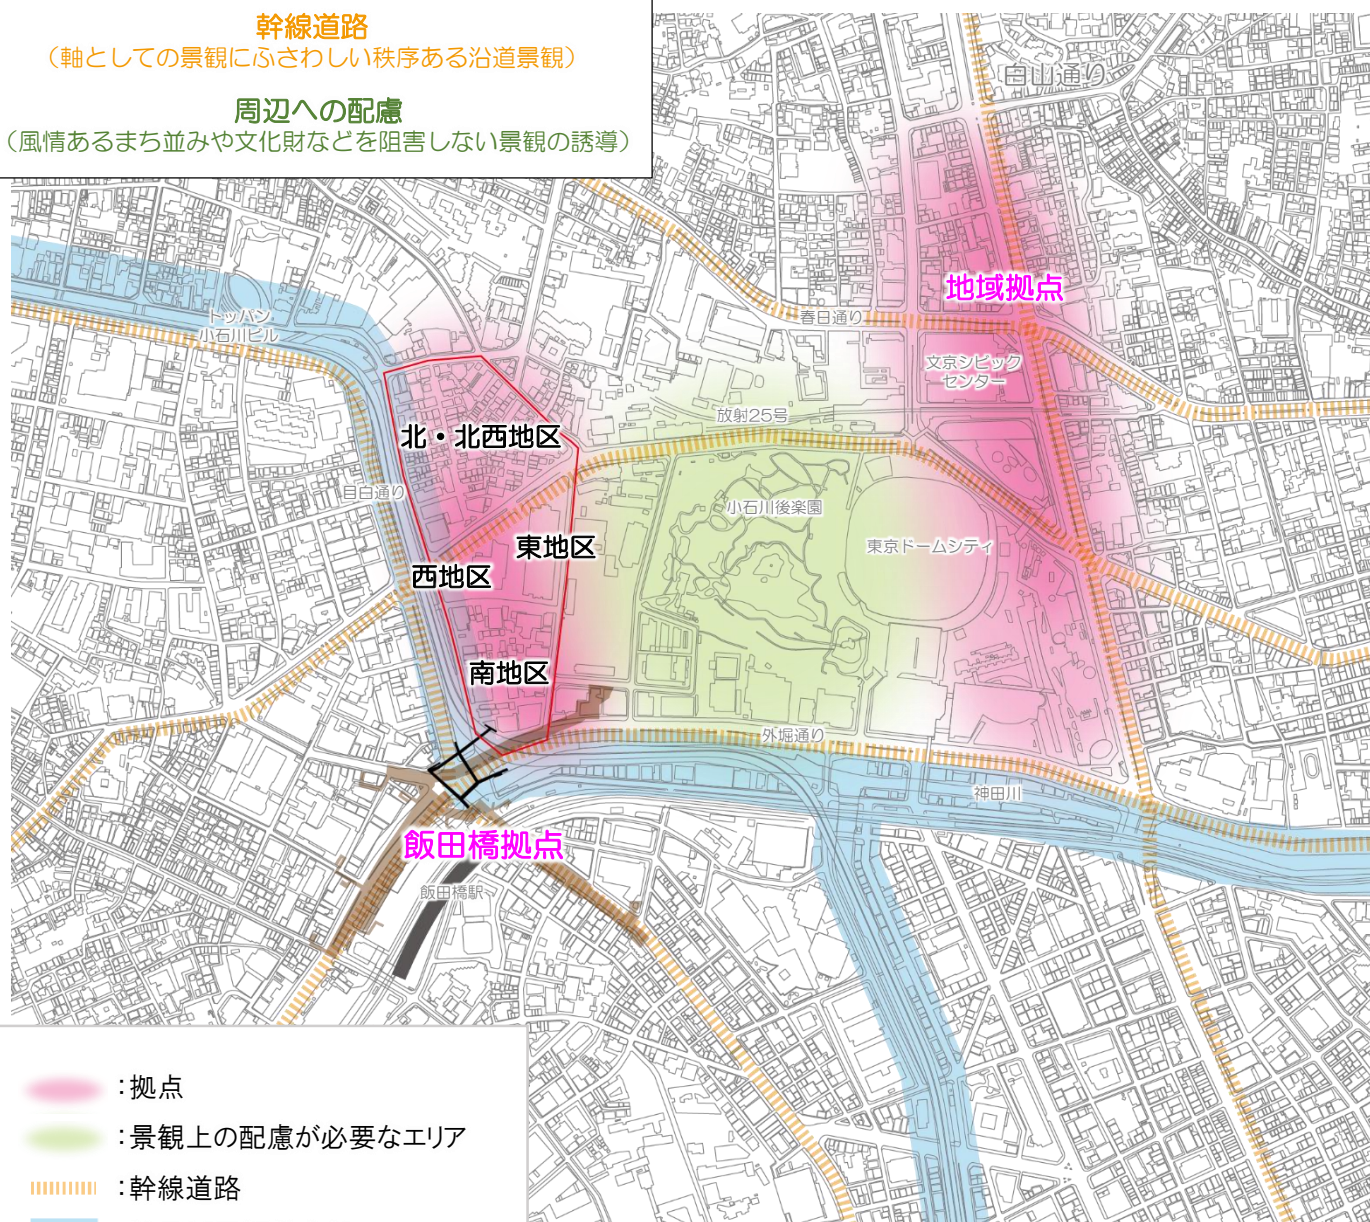 幹線道路
（軸としての景観にふさわしい秩序ある沿道景観）
周辺への配慮
（風情あるまち並みや文化財などを阻害しない景観の誘導）
白山通り
地域拠点
トッパン
小石川ビル
春日通り
文京シビック
センター
放射25号
北・北西地区
目白通り
小石川後楽園
東京ドームシティ
東地区
西地区
南地区
外堀通り
神田川
飯田橋拠点
飯田橋駅
：拠点
：景観上の配慮が必要なエリア
：幹線道路